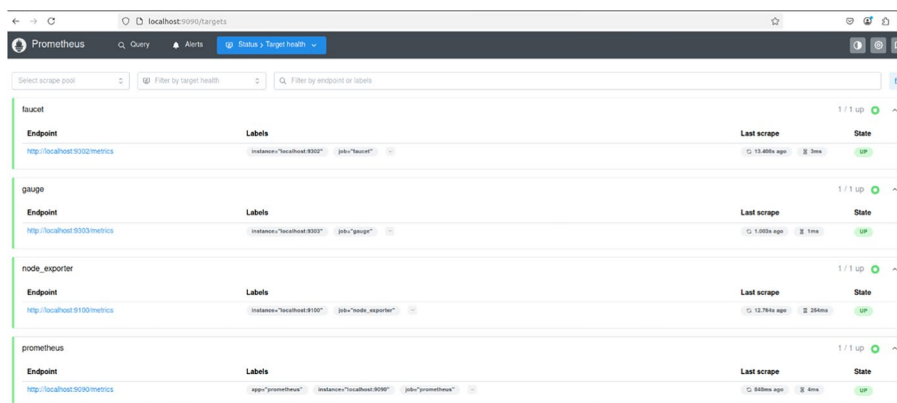 localhost:9090/targets
Prometheus Query Alerts Status > Target health
Select scrape pool Filter by target health Filter by endpoint or labels
faucet 1 / 1 up
Endpoint Labels Last scrape State
http://localhost:9302/metrics instance="localhost:9302" job="faucet" 13.408s ago 3ms UP
gauge 1 / 1 up
Endpoint Labels Last scrape State
http://localhost:9303/metrics instance="localhost:9303" job="gauge" 1.003s ago 1ms UP
node_exporter 1 / 1 up
Endpoint Labels Last scrape State
http://localhost:9100/metrics instance="localhost:9100" job="node_exporter" 12.764s ago 254ms UP
prometheus 1 / 1 up
Endpoint Labels Last scrape State
http://localhost:9090/metrics app="prometheus" instance="localhost:9090" job="prometheus" 848ms ago 4ms UP